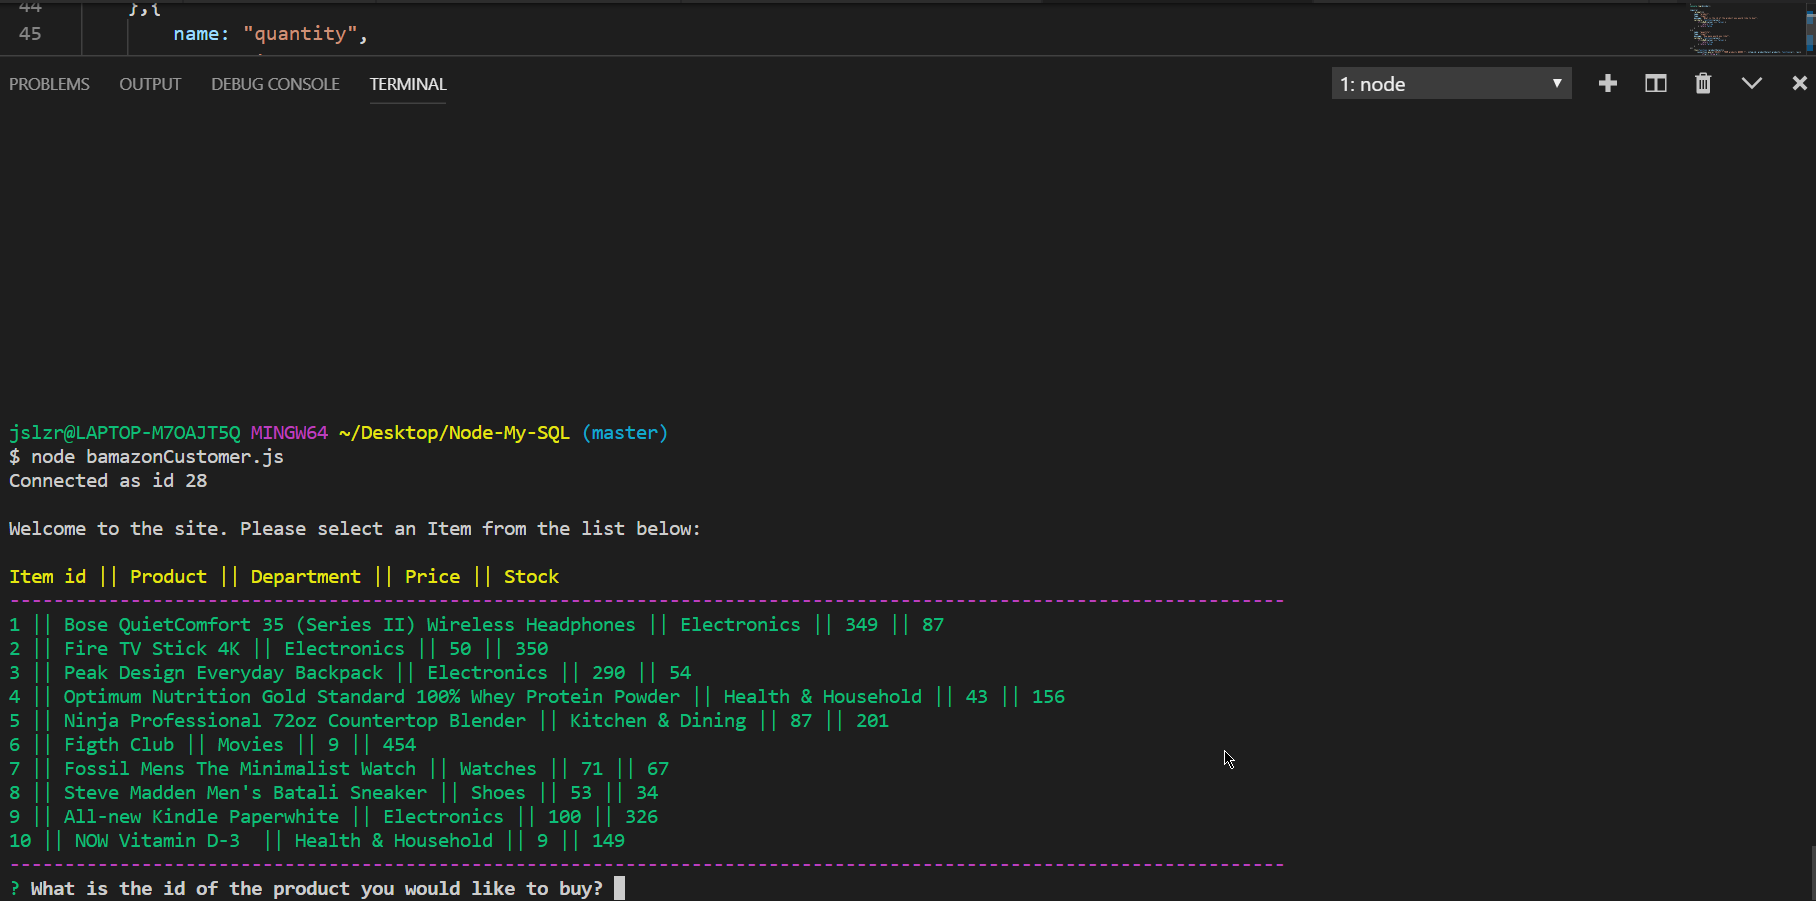 44 },{
45 name: "quantity",
PROBLEMS OUTPUT DEBUG CONSOLE TERMINAL 1: node
jslzr@LAPTOP-M7OAJT5Q MINGW64 ~/Desktop/Node-My-SQL (master)
$ node bamazonCustomer.js
Connected as id 28
Welcome to the site. Please select an Item from the list below:
Item id || Product || Department || Price || Stock
--------------------------------------------------------------------------------------------------------------------
1 || Bose QuietComfort 35 (Series II) Wireless Headphones || Electronics || 349 || 87
2 || Fire TV Stick 4K || Electronics || 50 || 350
3 || Peak Design Everyday Backpack || Electronics || 290 || 54
4 || Optimum Nutrition Gold Standard 100% Whey Protein Powder || Health & Household || 43 || 156
5 || Ninja Professional 72oz Countertop Blender || Kitchen & Dining || 87 || 201
6 || Figth Club || Movies || 9 || 454
7 || Fossil Mens The Minimalist Watch || Watches || 71 || 67
8 || Steve Madden Men's Batali Sneaker || Shoes || 53 || 34
9 || All-new Kindle Paperwhite || Electronics || 100 || 326
10 || NOW Vitamin D-3  || Health & Household || 9 || 149
--------------------------------------------------------------------------------------------------------------------
? What is the id of the product you would like to buy?